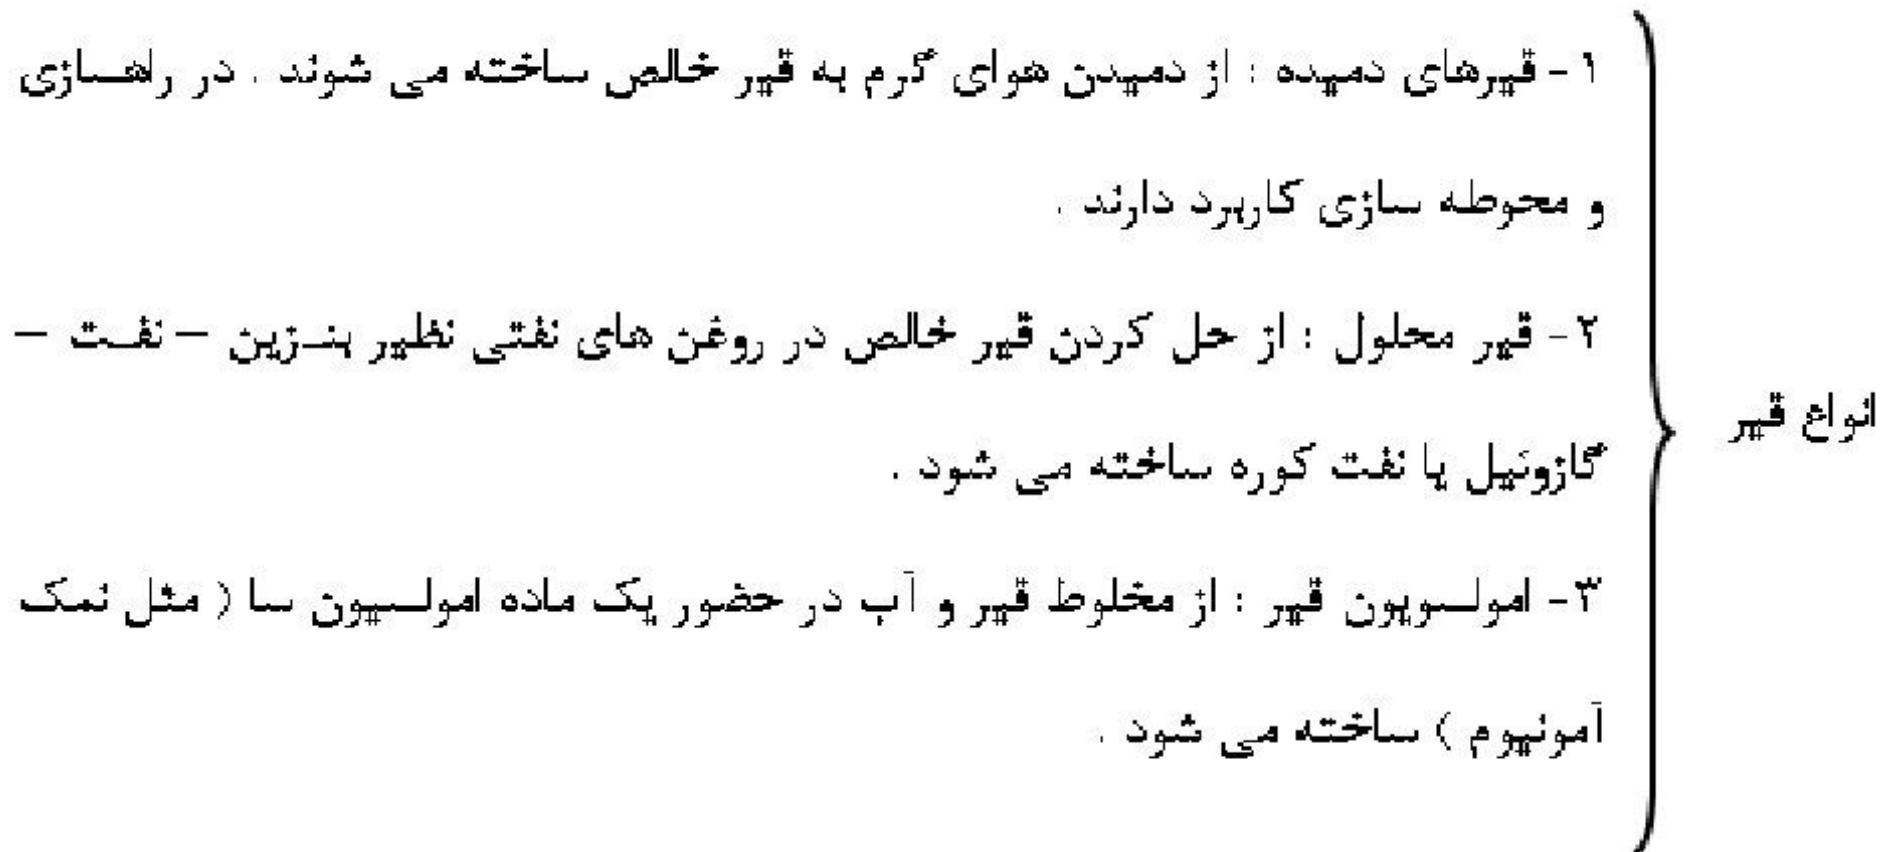 ۱- قیرهای دمیده : از دمیدن هوای گرم به قیر خالص ساخته می شوند . در راهسازی
و محوطه سازی کاربرد دارند .
۲- قیر محلول : از حل کردن قیر خالص در روغن های نفتی نظیر بنزین – نفت –
انواع قیر
گازوئیل یا نفت کوره ساخته می شود .
۳- امولسویون قیر : از مخلوط قیر و آب در حضور یک ماده امولسیون سا ( مثل نمک
آمونیوم ) ساخته می شود .